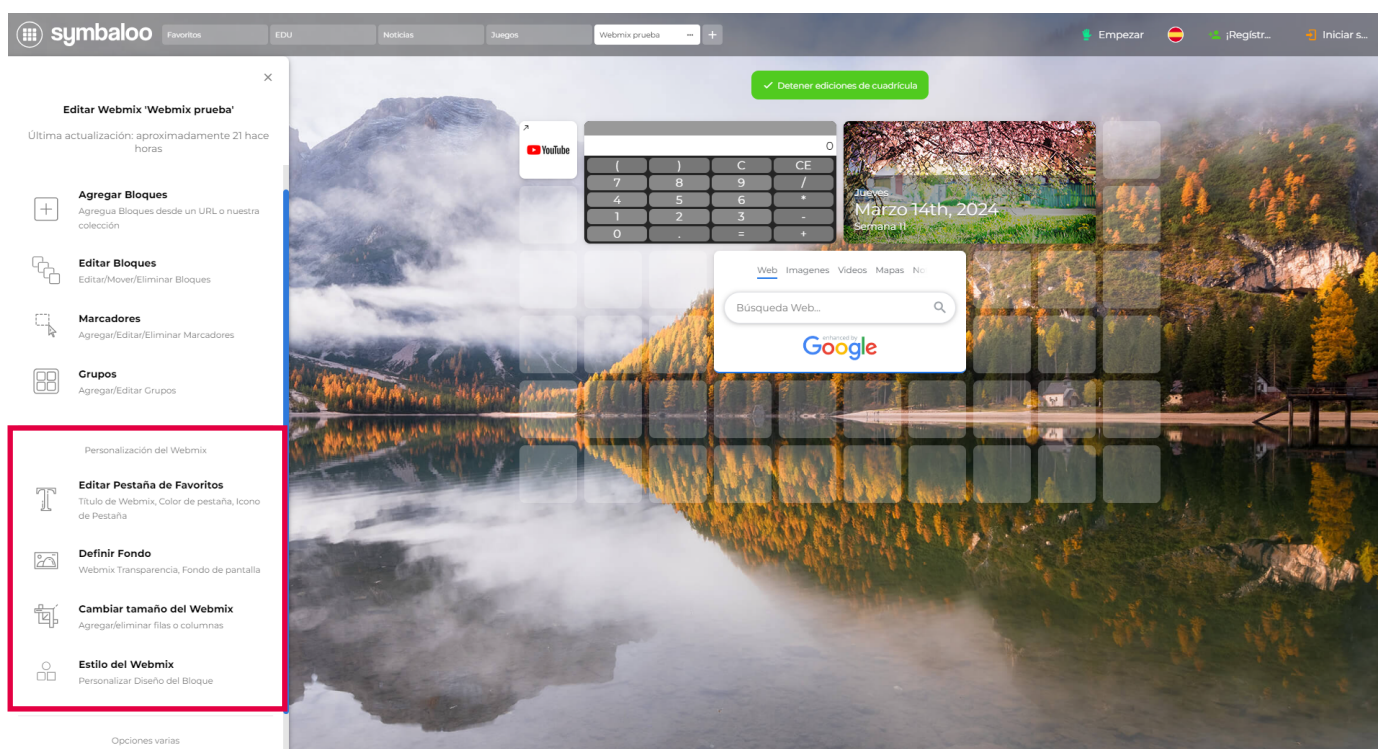 symbaloo
Favoritos
EDU
Noticias
Juegos
Webmix prueba
Empezar
¡Regístr...
Iniciar s...
Editar Webmix 'Webmix prueba'
Última actualización: aproximadamente 21 hace
horas
Agregar Bloques
Agregua Bloques desde un URL o nuestra
colección
Editar Bloques
Editar/Mover/Eliminar Bloques
Marcadores
Agregar/Editar/Eliminar Marcadores
Grupos
Agregar/Editar Grupos
Personalización del Webmix
Editar Pestaña de Favoritos
Título de Webmix, Color de pestaña, Icono
de Pestaña
Definir Fondo
Webmix Transparencia, Fondo de pantalla
Cambiar tamaño del Webmix
Agregar/eliminar filas o columnas
Estilo del Webmix
Personalizar Diseño del Bloque
Opciones varias
Detener ediciones de cuadrícula
YouTube
0
( ) C CE
7 8 9 /
4 5 6 *
1 2 3 -
0 . = +
Jueves
Marzo 14th, 2024
Semana 11
Web Imagenes Videos Mapas No
Búsqueda Web...
enhanced by
Google